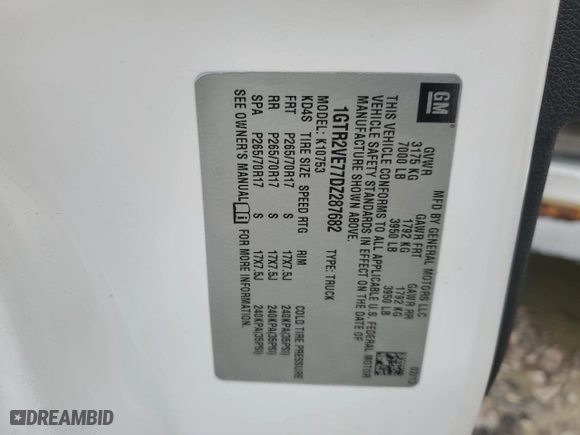 GM
MFD BY GENERAL MOTORS LLC
GVWR GAWR FRT GAWR RR
3175 KG 1792 KG 1792 KG
7000 LB 3950 LB 3950 LB
THIS VEHICLE CONFORMS TO ALL APPLICABLE U.S. FEDERAL MOTOR
VEHICLE SAFETY STANDARDS IN EFFECT ON THE DATE OF
MANUFACTURE SHOWN ABOVE.
1GTR2VE77DZ287682 TYPE: TRUCK
MODEL: K10753
KD4S TIRE SIZE SPEED RTG RIM COLD TIRE PRESSURE
FRT P265/70R17 S 17X7.5J 240KPA(35PSI)
RR P265/70R17 S 17X7.5J 240KPA(35PSI)
SPA P265/70R17 S 17X7.5J 240KPA(35PSI)
SEE OWNER'S MANUAL FOR MORE INFORMATION.
DREAMBID